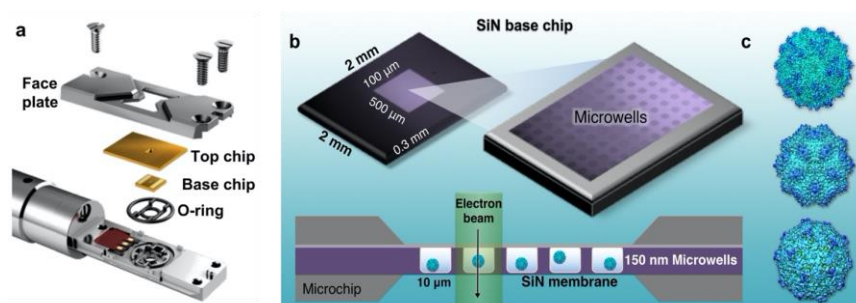 a
Face
plate
Top chip
Base chip
O-ring
b
SiN base chip
2 mm
100 µm
500 µm
2 mm
0.3 mm
Microwells
Electron
beam
150 nm Microwells
10 µm
SiN membrane
Microchip
c